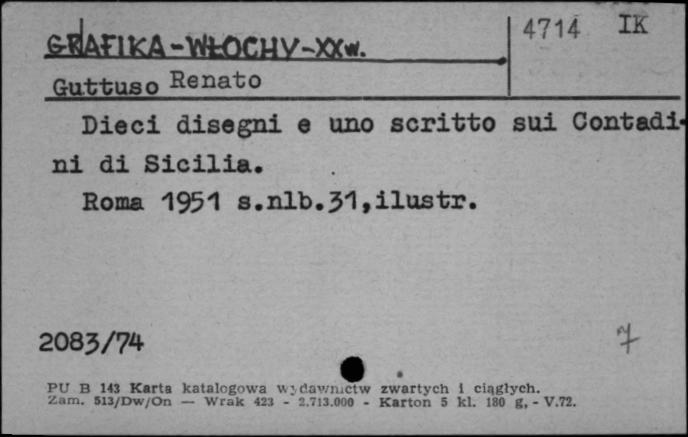 GRAFIKA-WŁOCHY-XXw.
4714 IK
Guttuso Renato
Dieci disegni e uno scritto sui Contadi-
ni di Sicilia.
Roma 1951 s.nlb.31,ilustr.
2083/74
7
PU B 143 Karta katalogowa wydawnictw zwartych i ciągłych.
Zam. 513/Dw/On — Wrak 423 - 2.713.000 - Karton 5 kl. 180 g, - V.72.